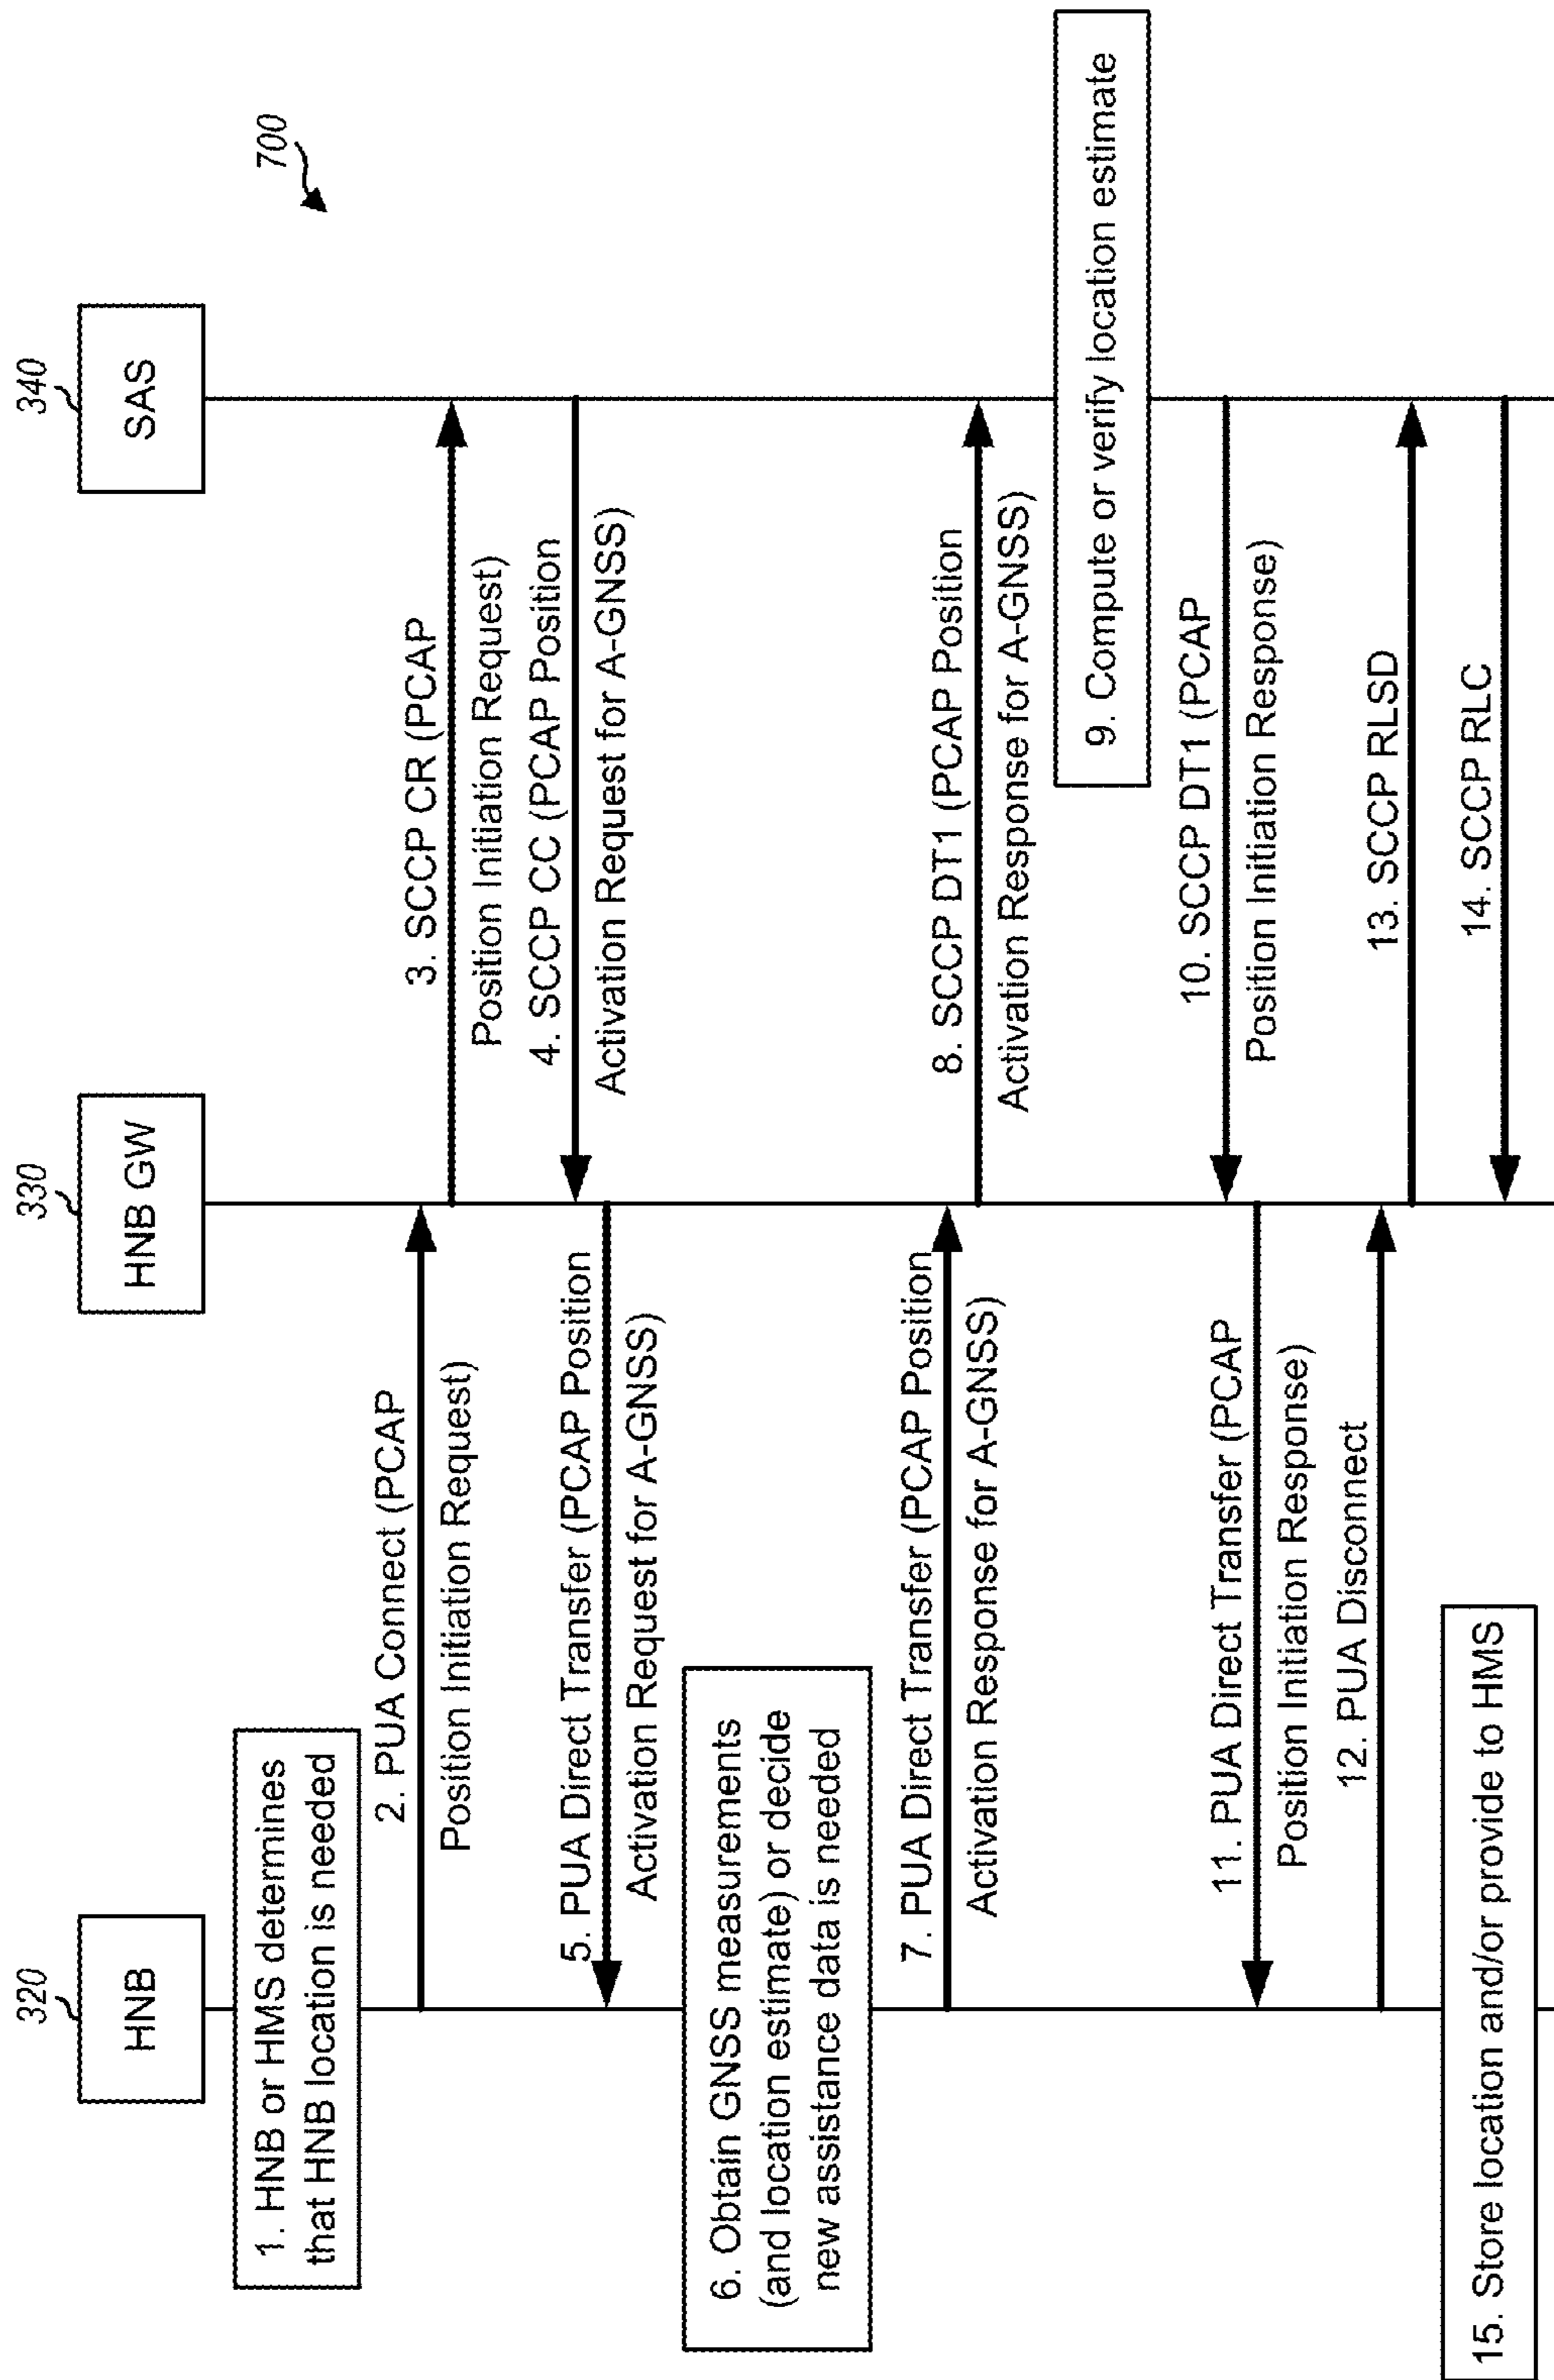 700
320
330
340
HNB
HNB GW
SAS
1. HNB or HMS determines
that HNB location is needed
2. PUA Connect (PCAP
Position Initiation Request)
3. SCCP CR (PCAP
Position Initiation Request)
4. SCCP CC (PCAP Position
Activation Request for A-GNSS)
5. PUA Direct Transfer (PCAP Position
Activation Request for A-GNSS)
6. Obtain GNSS measurements
(and location estimate) or decide
new assistance data is needed
7. PUA Direct Transfer (PCAP Position
Activation Response for A-GNSS)
8. SCCP DT1 (PCAP Position
Activation Response for A-GNSS)
9. Compute or verify location estimate
10. SCCP DT1 (PCAP
Position Initiation Response)
11. PUA Direct Transfer (PCAP
Position Initiation Response)
12. PUA Disconnect
13. SCCP RLSD
14. SCCP RLC
15. Store location and/or provide to HMS